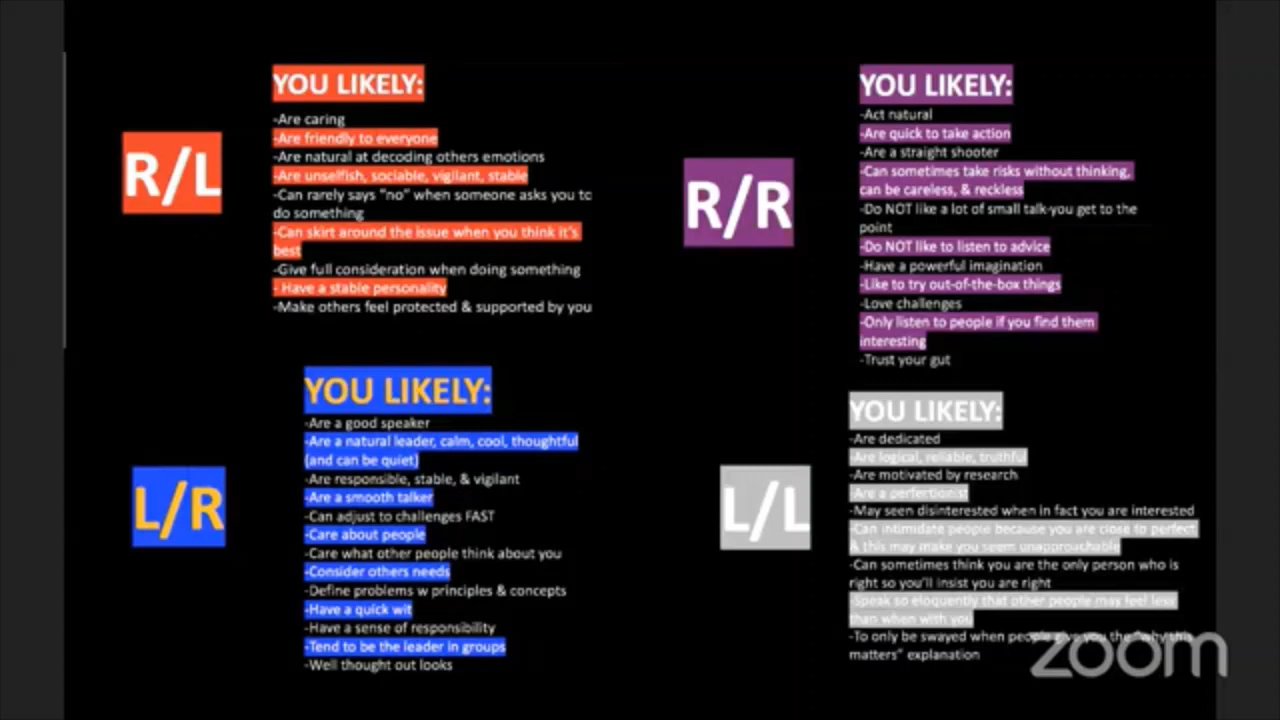 R/L
YOU LIKELY:
-Are caring
-Are friendly to everyone
-Are natural at decoding others emotions
-Are unselfish, sociable, vigilant, stable
-Can rarely says “no” when someone asks you to
do something
-Can skirt around the issue when you think it's
best
-Give full consideration when doing something
- Have a stable personality
-Make others feel protected & supported by you
R/R
YOU LIKELY:
-Act natural
-Are quick to take action
-Are a straight shooter
-Can sometimes take risks without thinking,
can be careless, & reckless
-Do NOT like a lot of small talk-you get to the
point
-Do NOT like to listen to advice
-Have a powerful imagination
-Like to try out-of-the-box things
-Love challenges
-Only listen to people if you find them
interesting
-Trust your gut
L/R
YOU LIKELY:
-Are a good speaker
-Are a natural leader, calm, cool, thoughtful
(and can be quiet)
-Are responsible, stable, & vigilant
-Are a smooth talker
-Can adjust to challenges FAST
-Care about people
-Care what other people think about you
-Consider others needs
-Define problems w principles & concepts
-Have a quick wit
-Have a sense of responsibility
-Tend to be the leader in groups
-Well thought out looks
L/L
YOU LIKELY:
-Are dedicated
-Are logical, reliable, truthful
-Are motivated by research
-Are a perfectionist
-May seen disinterested when in fact you are interested
-Can intimidate people because you are close to perfect
& this may make you seem unapproachable
-Can sometimes think you are the only person who is
right so you'll insist you are right
-Speak so eloquently that other people may feel less
than when with you
-To only be swayed when people give you the “why this
matters” explanation
zoom